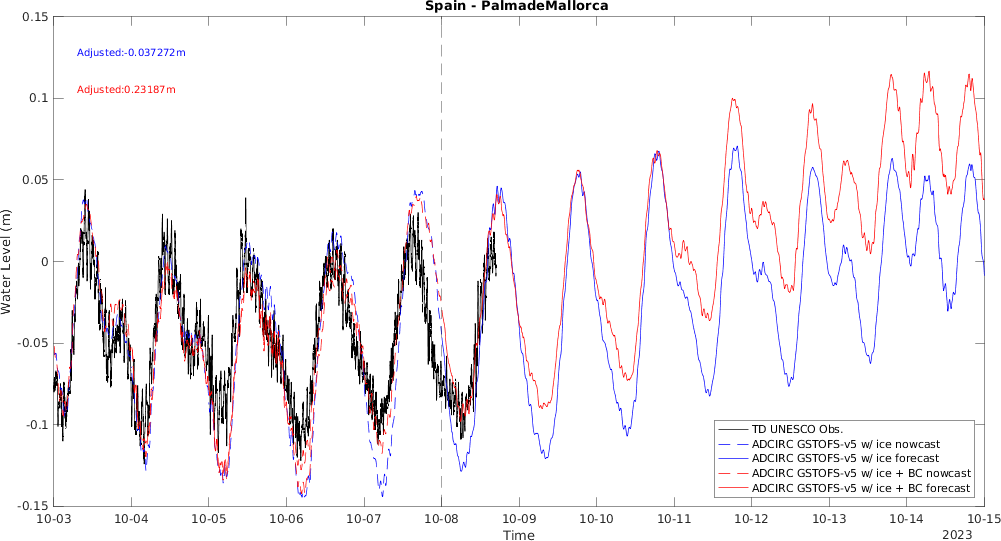 Spain - PalmadeMallorca
0.15
Adjusted:-0.037272m
Adjusted:0.23187m
0.1
0.05
0
-0.05
-0.1
-0.15
Water Level (m)
TD UNESCO Obs.
ADCIRC GSTOFS-v5 w/ ice nowcast
ADCIRC GSTOFS-v5 w/ ice forecast
ADCIRC GSTOFS-v5 w/ ice + BC nowcast
ADCIRC GSTOFS-v5 w/ ice + BC forecast
10-03 10-04 10-05 10-06 10-07 10-08 10-09 10-10 10-11 10-12 10-13 10-14 10-15
Time
2023